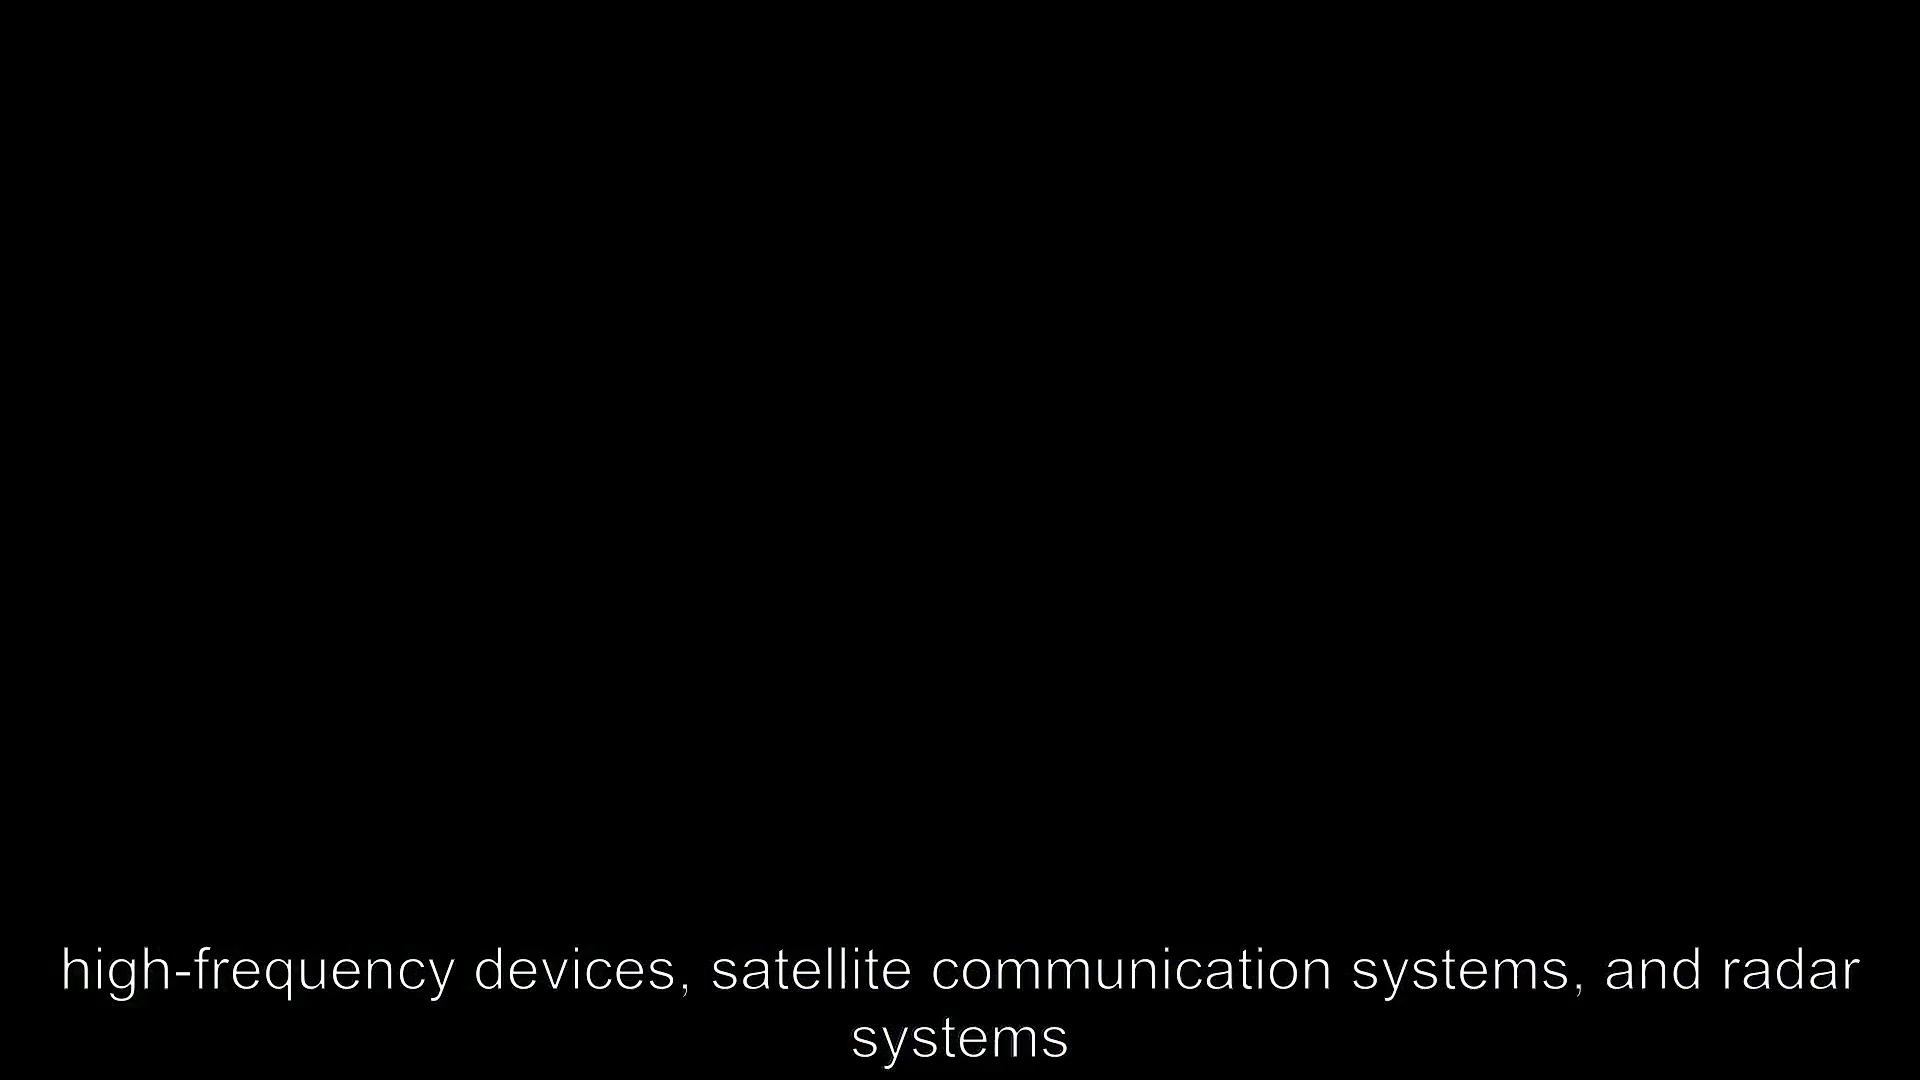 high-frequency devices, satellite communication systems, and radar
systems